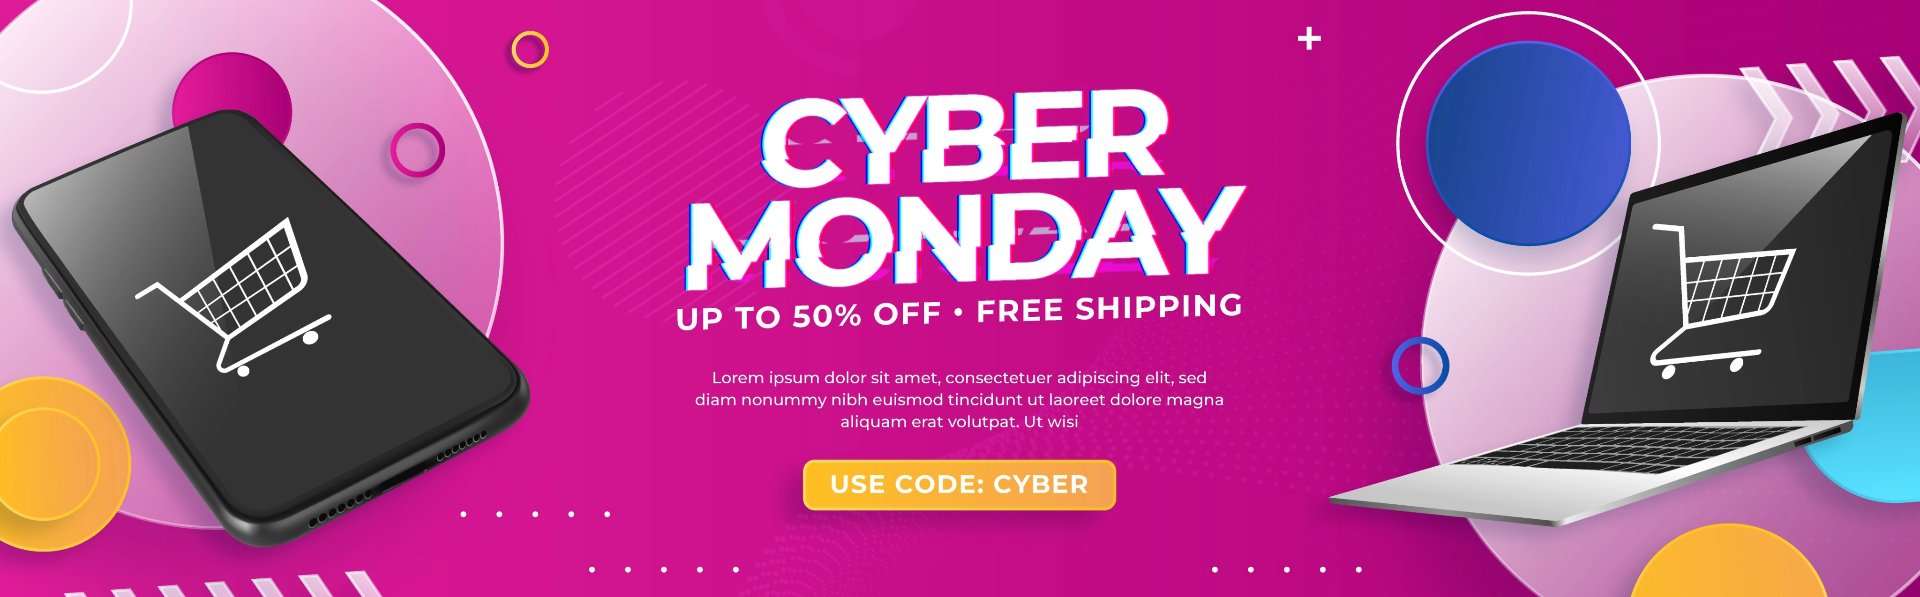 CYBER
MONDAY
UP TO 50% OFF • FREE SHIPPING
Lorem ipsum dolor sit amet, consectetuer adipiscing elit, sed
diam nonummy nibh euismod tincidunt ut laoreet dolore magna
aliquam erat volutpat. Ut wisi
USE CODE: CYBER